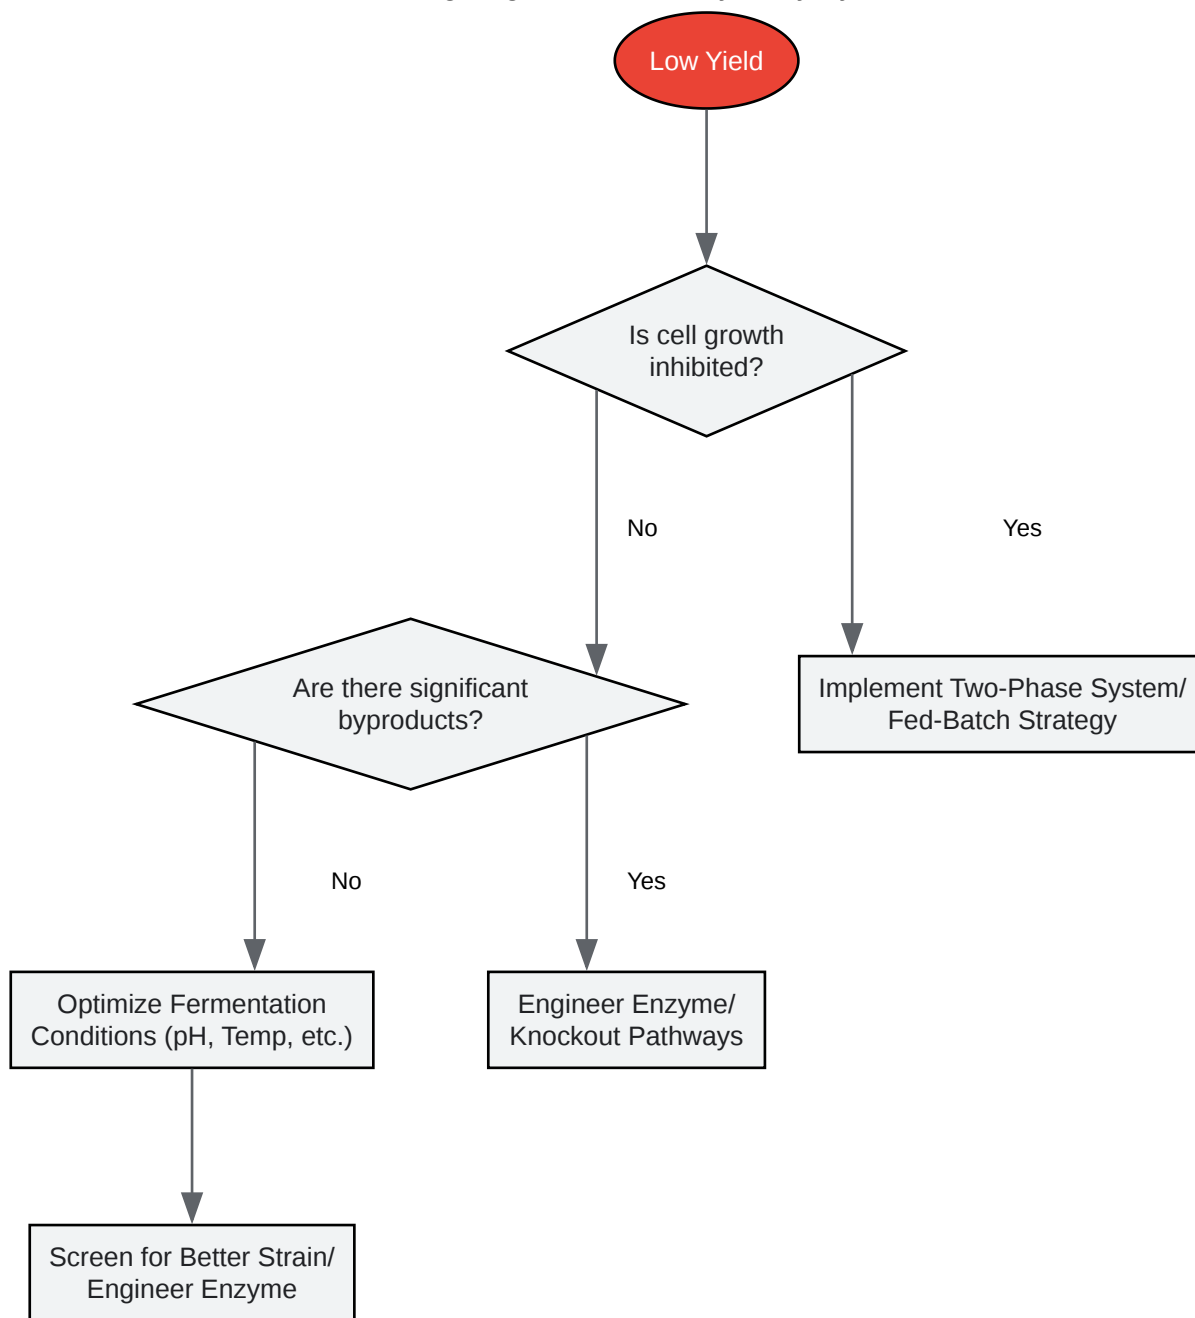 Low Yield
Is cell growth
inhibited?
No
Yes
Are there significant
byproducts?
Implement Two-Phase System/
Fed-Batch Strategy
No
Yes
Optimize Fermentation
Conditions (pH, Temp, etc.)
Engineer Enzyme/
Knockout Pathways
Screen for Better Strain/
Engineer Enzyme